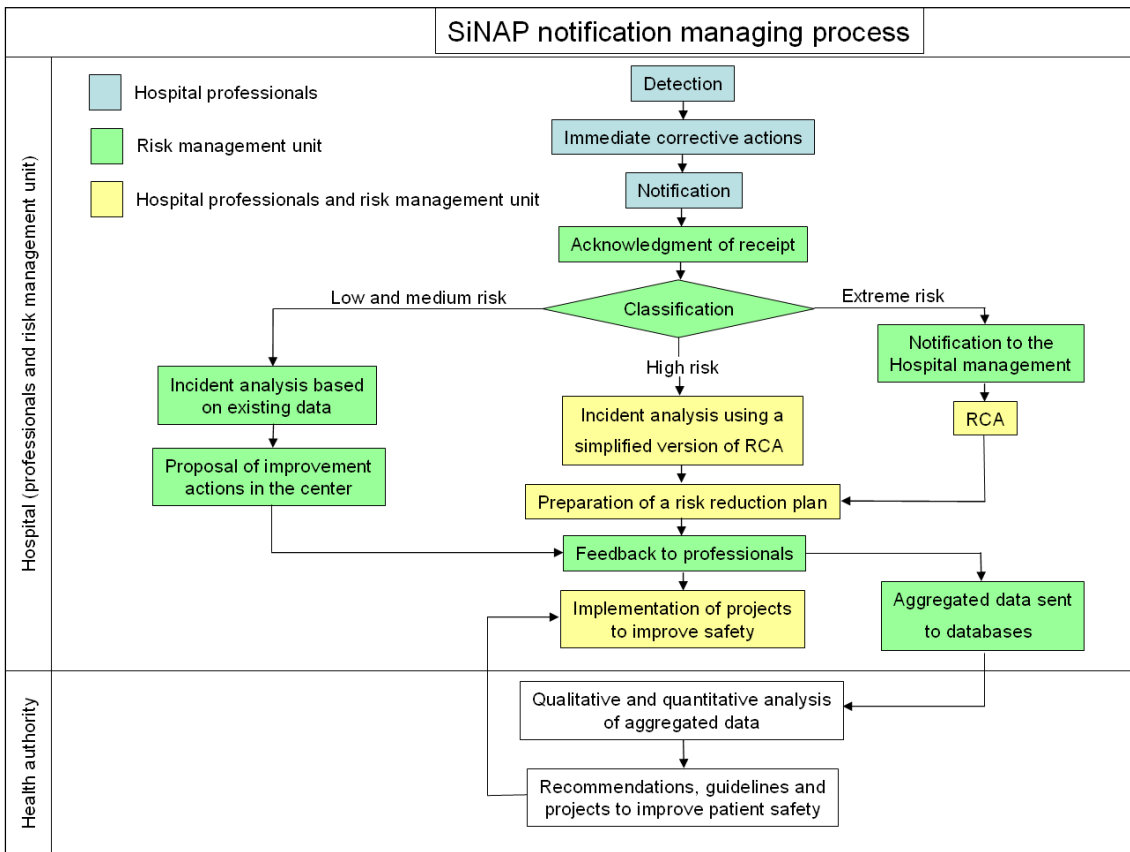 SiNAP notification managing process
Hospital (professionals and risk management unit)
Hospital professionals
Risk management unit
Hospital professionals and risk management unit
Detection
Immediate corrective actions
Notification
Acknowledgment of receipt
Classification
Low and medium risk
Extreme risk
High risk
Incident analysis based
on existing data
Proposal of improvement
actions in the center
Incident analysis using a
simplified version of RCA
Notification to the
Hospital management
RCA
Preparation of a risk reduction plan
Feedback to professionals
Implementation of projects
to improve safety
Aggregated data sent
to databases
Health authority
Qualitative and quantitative analysis
of aggregated data
Recommendations, guidelines and
projects to improve patient safety